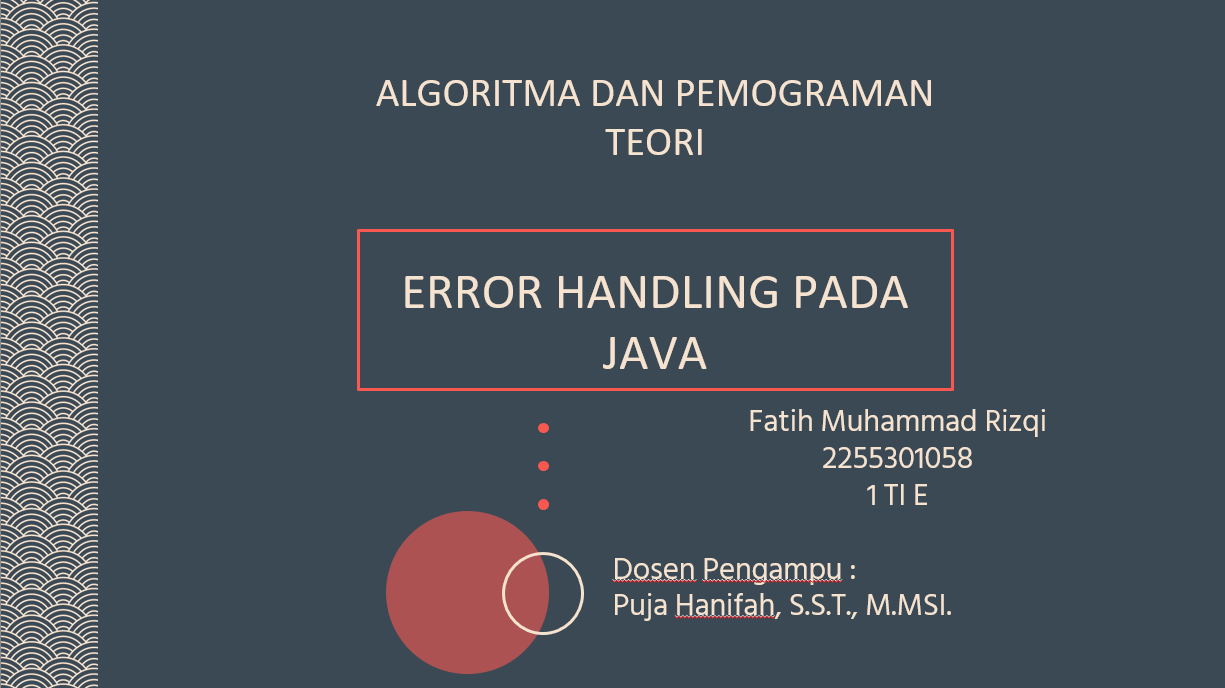 ALGORITMA DAN PEMOGRAMAN
TEORI
ERROR HANDLING PADA
JAVA
Fatih Muhammad Rizqi
2255301058
1 TI E
Dosen Pengampu :
Puja Hanifah, S.S.T., M.MSI.